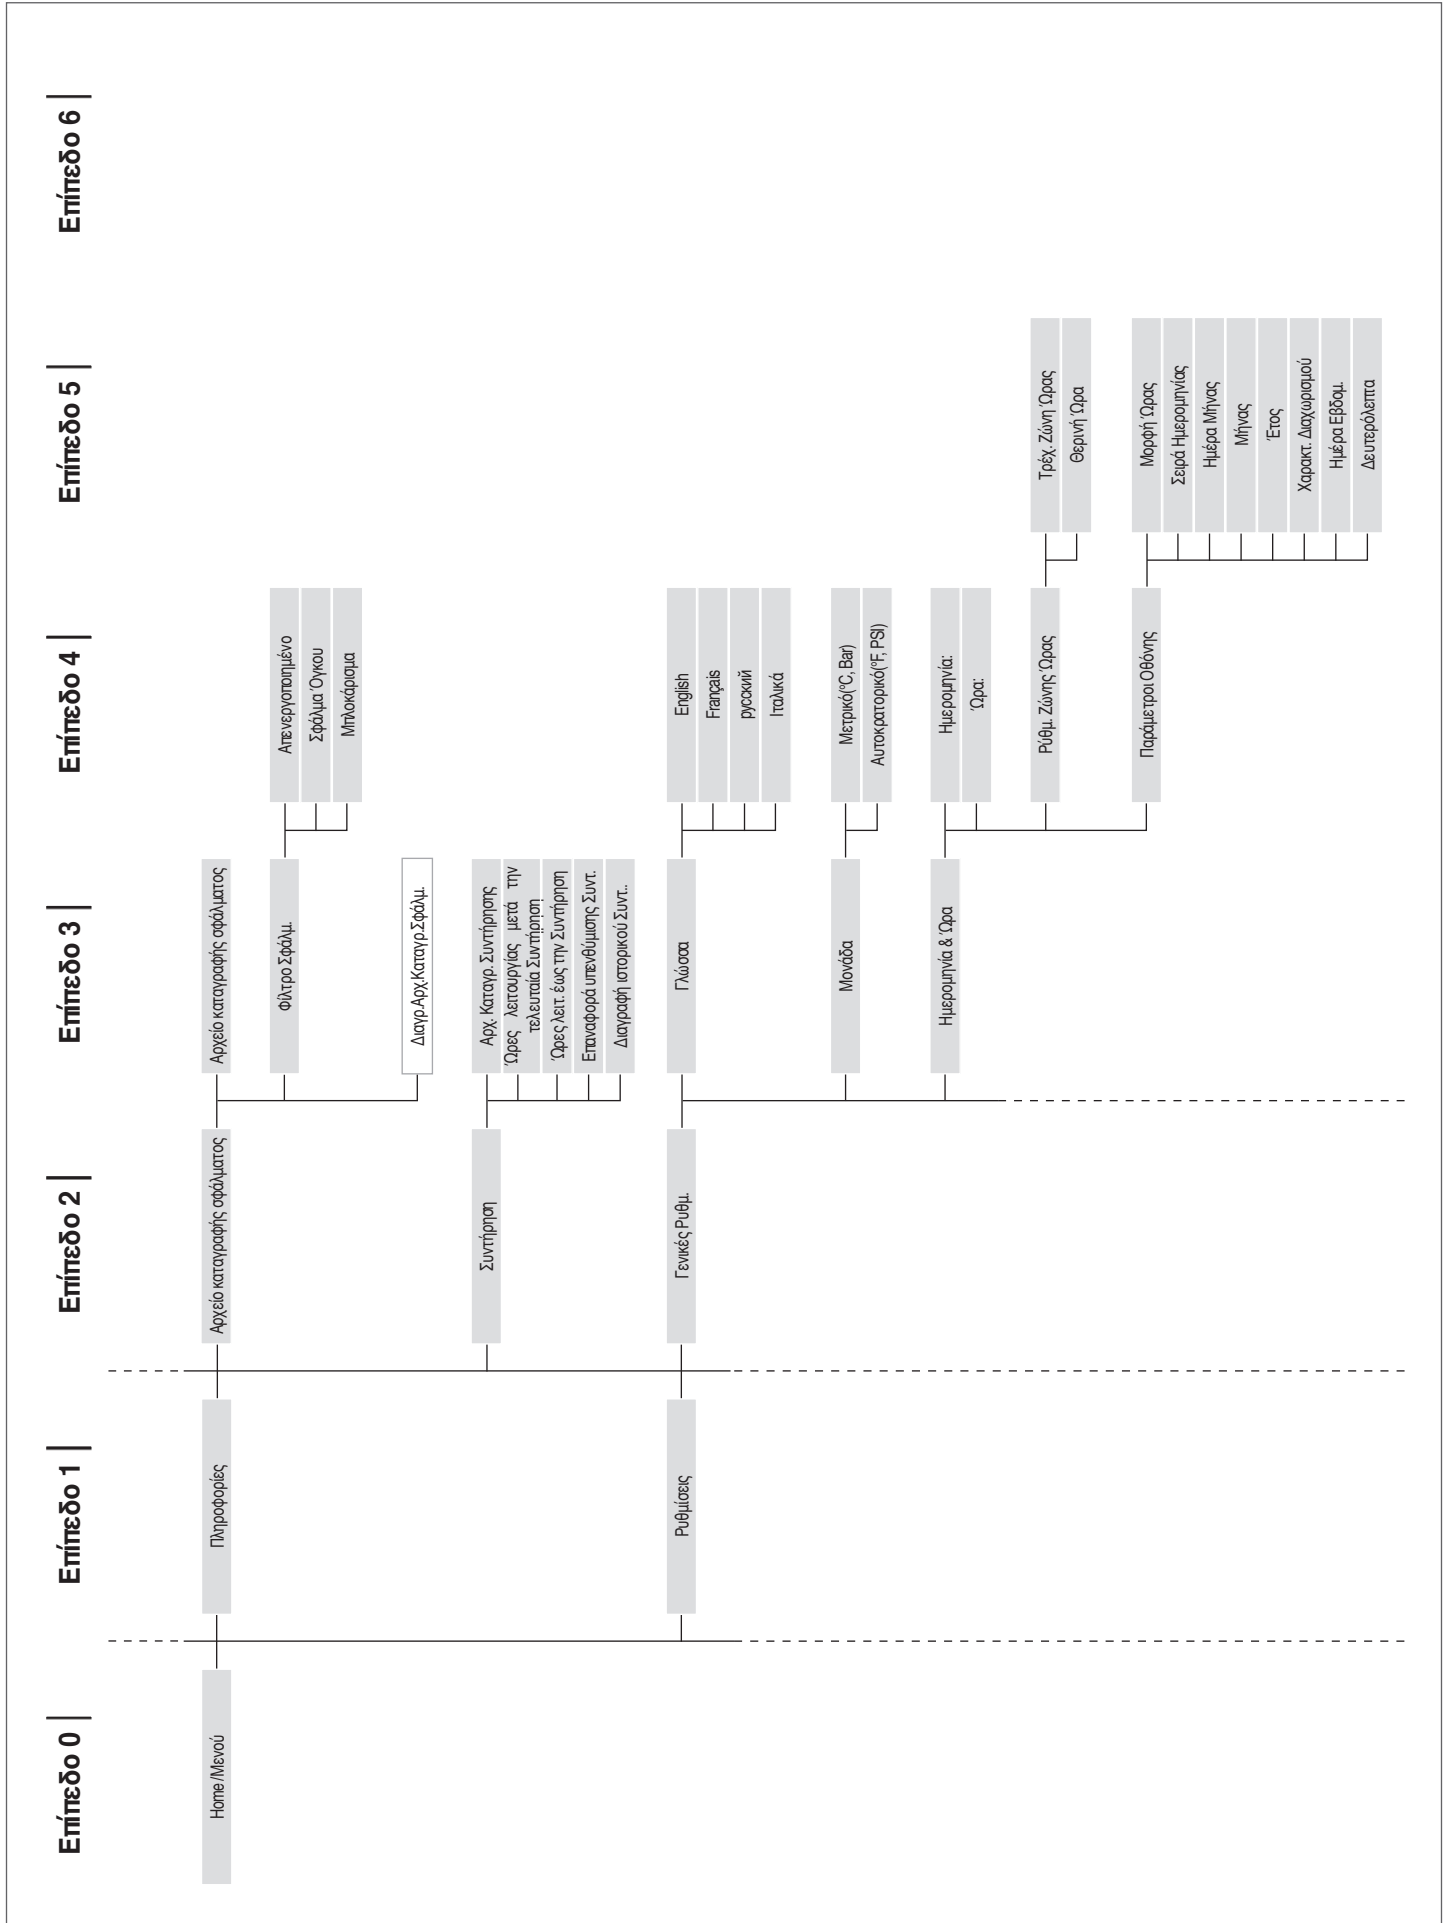 Επίπεδο 0
Επίπεδο 1
Επίπεδο 2
Επίπεδο 3
Επίπεδο 4
Επίπεδο 5
Επίπεδο 6
Home /Μενού
Πληροφορίες
Αρχείο καταγραφής σφάλματος
Αρχείο καταγραφής σφάλματος
Φίλτρο Σφάλμ.
Απενεργοποιημένο
Σφάλμα Όγκου
Μπλοκάρισμα
Διαγρ.Αρχ.Καταγρ.Σφάλμ.
Συντήρηση
Αρχ. Καταγρ. Συντήρησης
Ώρες λειτουργίας μετά την
τελευταία Συντήρηση
Ώρες λειτ. έως την Συντήρηση
Επαναφορά υπενθύμισης Συντ.
Διαγραφή ιστορικού Συντ..
Ρυθμίσεις
Γενικές Ρυθμ.
Γλώσσα
English
Français
русский
Ιταλικά
Μονάδα
Μετρικό(°C, Bar)
Αυτοκρατορικό(°F, PSI)
Ημερομηνία & Ώρα
Ημερομηνία:
Ώρα:
Ρύθμ. Ζώνης Ώρας
Τρέχ. Ζώνη Ώρας
Θερινή Ώρα
Παράμετροι Οθόνης
Μορφή Ώρας
Σειρά Ημερομηνίας
Ημέρα Μήνας
Μήνας
Έτος
Χαρακτ. Διαχωρισμού
Ημέρα Εβδομ.
Δευτερόλεπτα